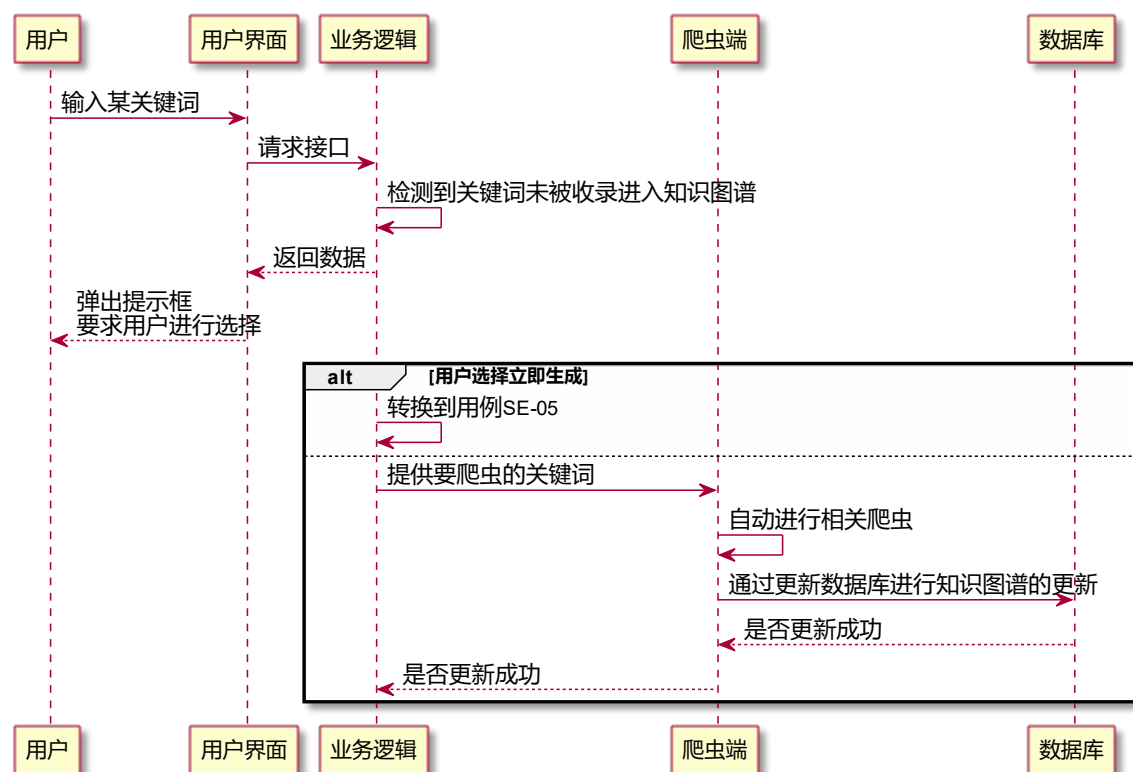 用户
用户界面
业务逻辑
爬虫端
数据库
输入某关键词
请求接口
检测到关键词未被收录进入知识图谱
返回数据
弹出提示框
要求用户进行选择
alt
[用户选择立即生成]
转换到用例SE-05
提供要爬虫的关键词
自动进行相关爬虫
通过更新数据库进行知识图谱的更新
是否更新成功
是否更新成功
用户
用户界面
业务逻辑
爬虫端
数据库